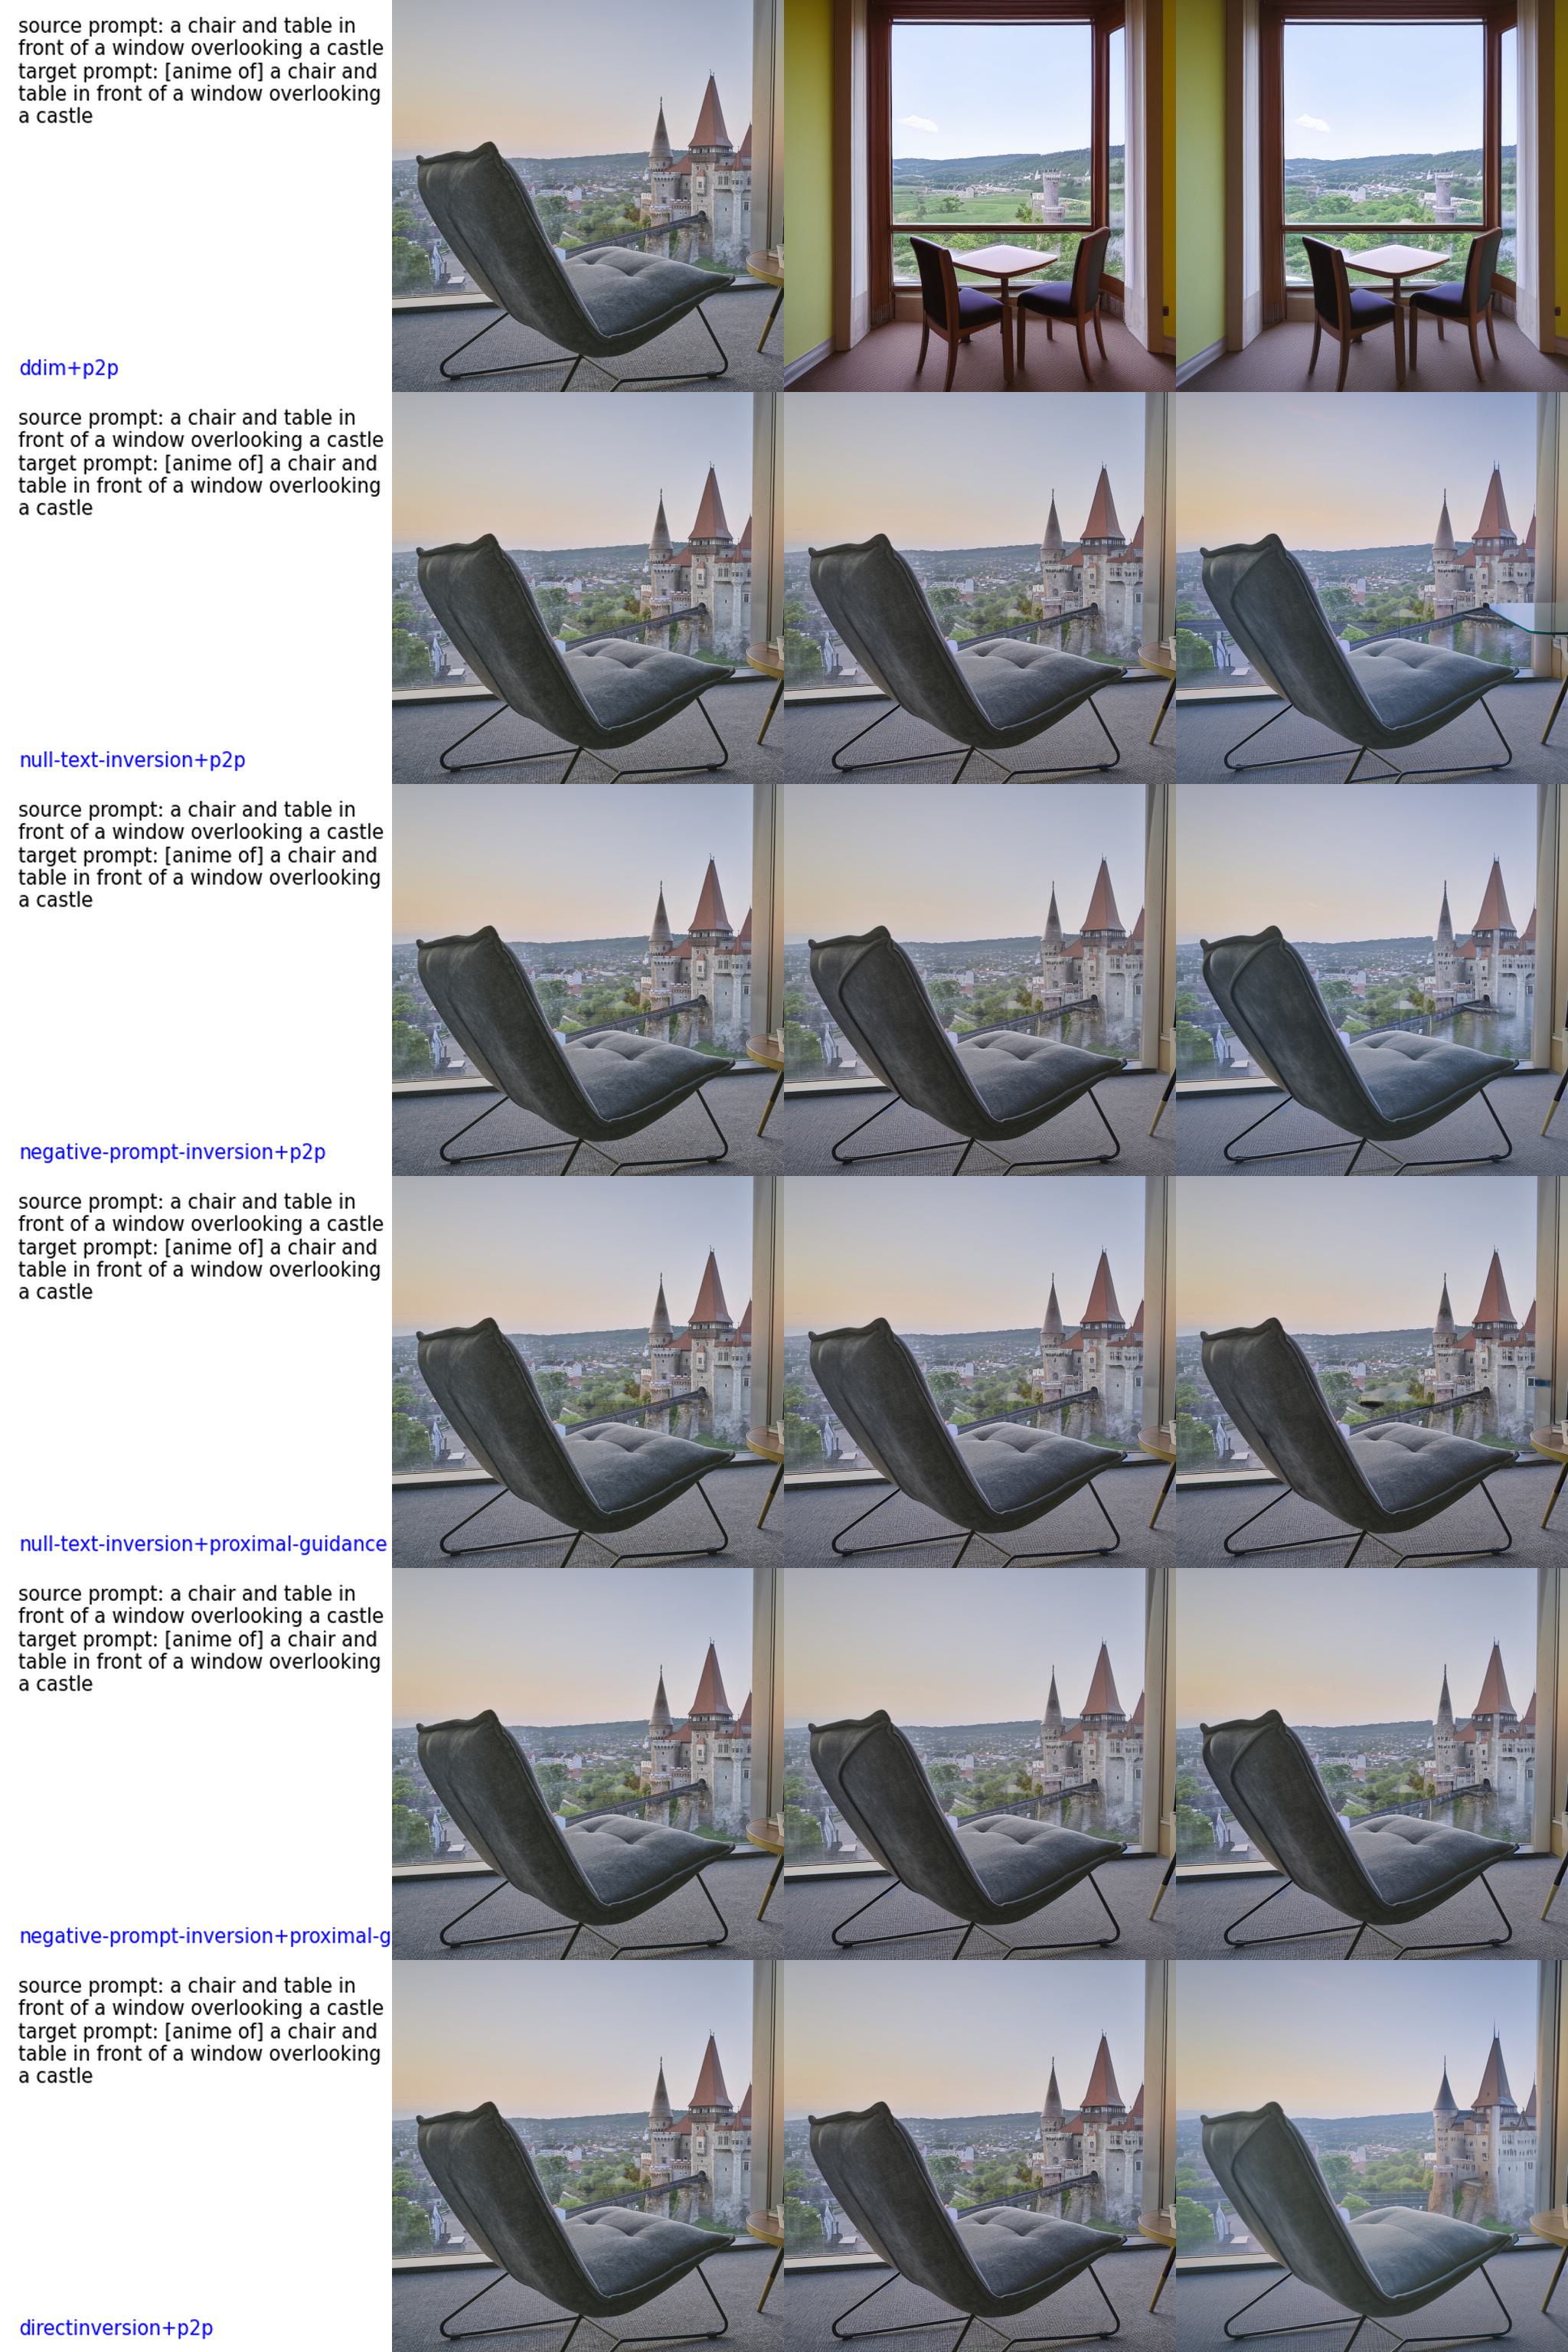 source prompt: a chair and table in
front of a window overlooking a castle
target prompt: [anime of] a chair and
table in front of a window overlooking
a castle
ddim+p2p
source prompt: a chair and table in
front of a window overlooking a castle
target prompt: [anime of] a chair and
table in front of a window overlooking
a castle
null-text-inversion+p2p
source prompt: a chair and table in
front of a window overlooking a castle
target prompt: [anime of] a chair and
table in front of a window overlooking
a castle
negative-prompt-inversion+p2p
source prompt: a chair and table in
front of a window overlooking a castle
target prompt: [anime of] a chair and
table in front of a window overlooking
a castle
null-text-inversion+proximal-guidance
source prompt: a chair and table in
front of a window overlooking a castle
target prompt: [anime of] a chair and
table in front of a window overlooking
a castle
negative-prompt-inversion+proximal-g
source prompt: a chair and table in
front of a window overlooking a castle
target prompt: [anime of] a chair and
table in front of a window overlooking
a castle
directinversion+p2p